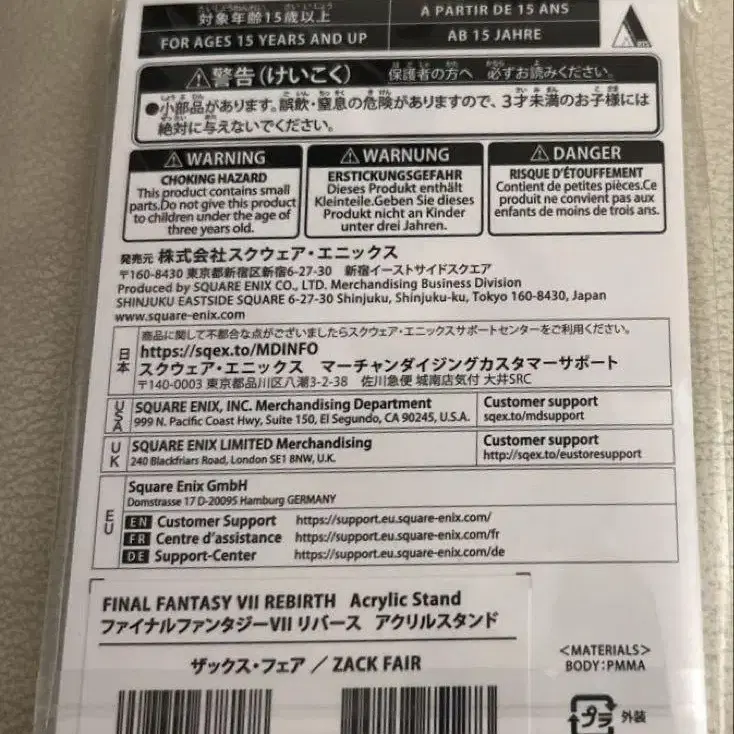 対象年齢15歳以上
A PARTIR DE 15 ANS
FOR AGES 15 YEARS AND UP
AB 15 JAHRE
⚠警告(けいこく) 保護者の方へ 必ずお読みください。
●小部品があります。誤飲・窒息の危険がありますので、3才未満のお子様には
絶対に与えないでください。
⚠WARNING
CHOKING HAZARD
This product contains small
parts.Do not give this product
to children under the age of
three years old.
⚠WARNUNG
ERSTICKUNGSGEFAHR
Dieses Produkt enthält
Kleinteile.Geben Sie dieses
Produkt nicht an Kinder
unter drei Jahren.
⚠DANGER
RISQUE D'ÉTOUFFEMENT
Contient de petites pièces.Ce
produit ne convient pas aux
enfants de moins de trois ans.
発売元 株式会社スクウェア・エニックス
〒160-8430 東京都新宿区新宿6-27-30 新宿イーストサイドスクエア
Produced by SQUARE ENIX CO., LTD. Merchandising Business Division
SHINJUKU EASTSIDE SQUARE 6-27-30 Shinjuku, Shinjuku-ku, Tokyo 160-8430, Japan
www.square-enix.com
日本
商品に関して不都合な点がございましたらスクウェア・エニックスサポートセンターをご利用ください。
https://sqex.to/MDINFO
スクウェア・エニックス マーチャンダイジングカスタマーサポート
〒140-0003 東京都品川区八潮3-2-38 佐川急便 城南店気付 大井SRC
USA
SQUARE ENIX, INC. Merchandising Department
999 N. Pacific Coast Hwy, Suite 150, El Segundo, CA 90245, U.S.A.
Customer support
sqex.to/mdsupport
UK
SQUARE ENIX LIMITED Merchandising
240 Blackfriars Road, London SE1 8NW, U.K.
Customer support
http://sqex.to/eustoresupport
EU
Square Enix GmbH
Domstrasse 17 D-20095 Hamburg GERMANY
EN Customer Support https://support.eu.square-enix.com/
FR Centre d'assistance https://support.eu.square-enix.com/fr
DE Support-Center https://support.eu.square-enix.com/de
FINAL FANTASY VII REBIRTH Acrylic Stand
ファイナルファンタジーVII リバース アクリルスタンド
ザックス・フェア / ZACK FAIR
<MATERIALS>
BODY:PMMA
プラ 外装